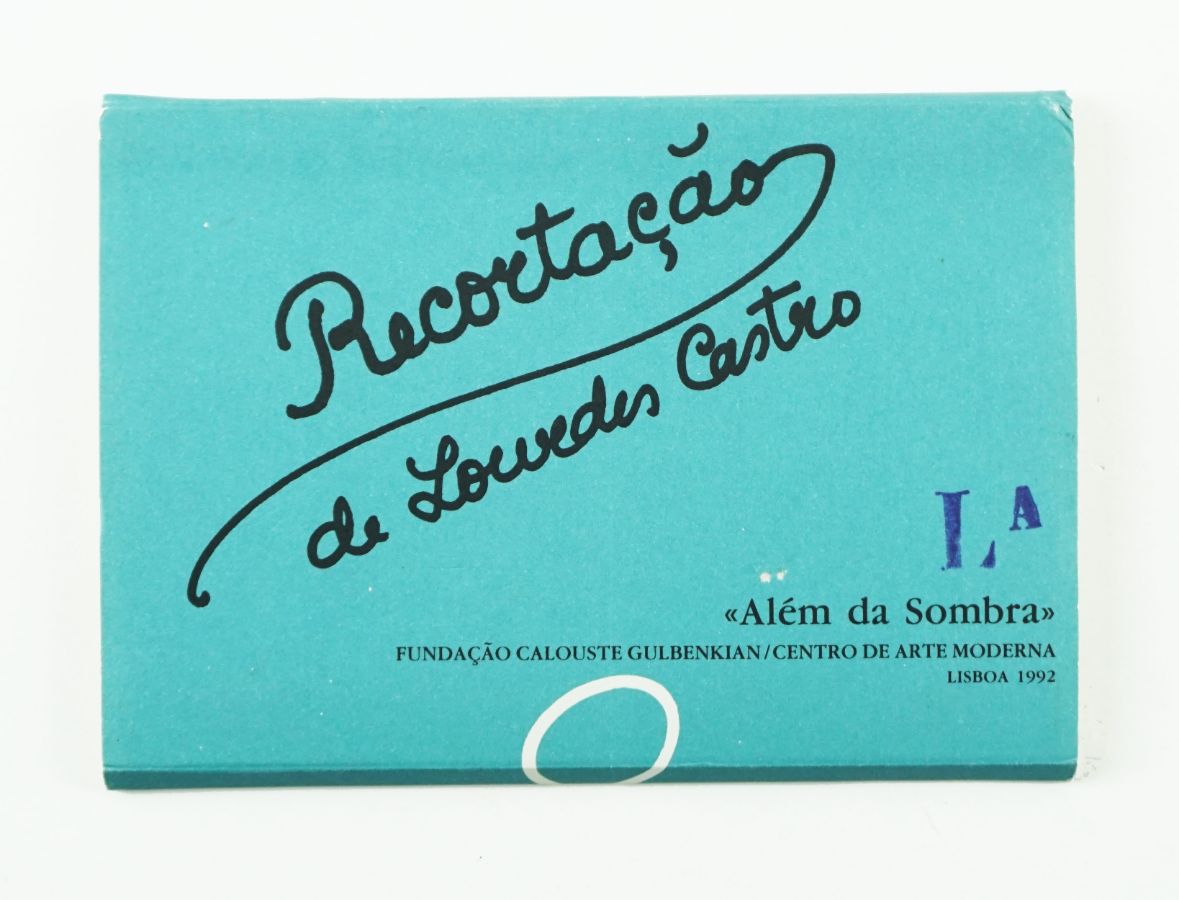 Recortação
de Lourdes Castro
LA
«Além da Sombra»
FUNDAÇÃO CALOUSTE GULBENKIAN/CENTRO DE ARTE MODERNA
LISBOA 1992